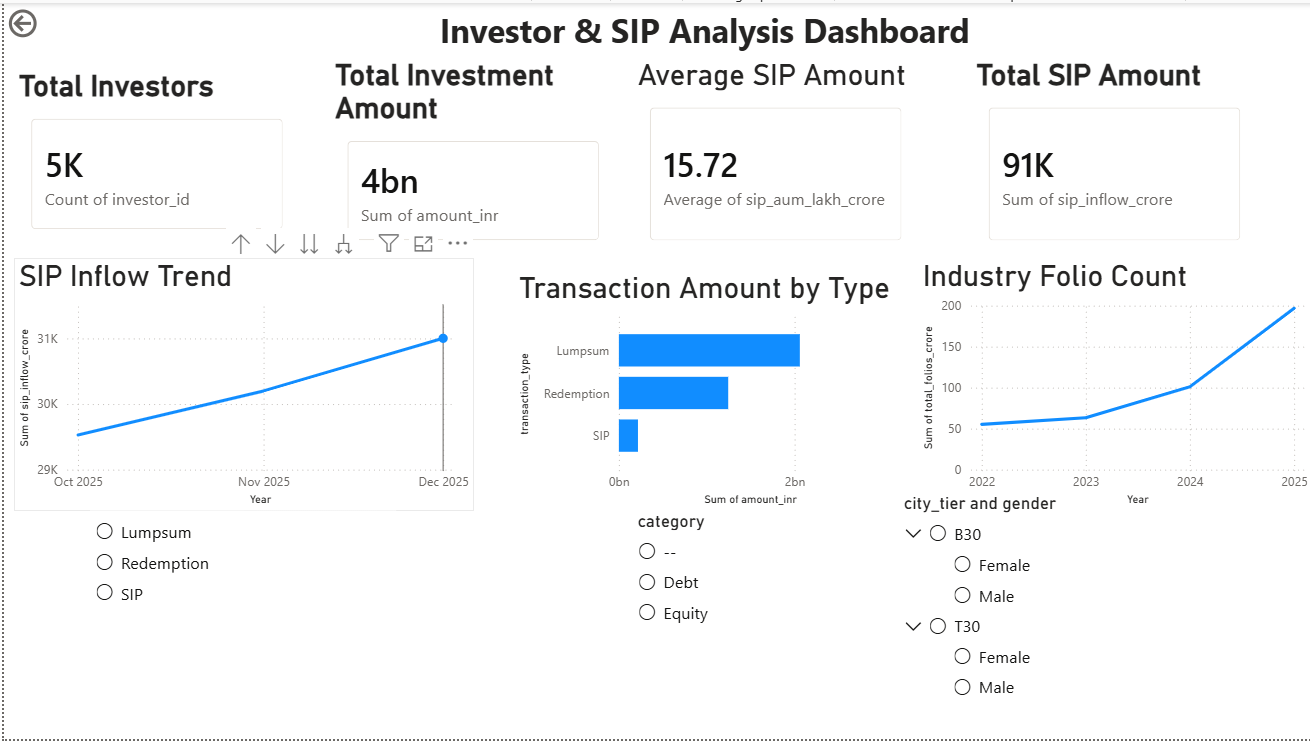 Investor & SIP Analysis Dashboard
Total Investors
5K
Count of investor_id
Total Investment
Amount
4bn
Sum of amount_inr
Average SIP Amount
15.72
Average of sip_aum_lakh_crore
Total SIP Amount
91K
Sum of sip_inflow_crore
SIP Inflow Trend
Sum of sip_inflow_crore
31K
30K
29K
Oct 2025
Nov 2025
Dec 2025
Year
Transaction Amount by Type
transaction_type
Lumpsum
Redemption
SIP
0bn
2bn
Sum of amount_inr
Industry Folio Count
Sum of total_folios_crore
200
150
100
50
0
2022
2023
2024
2025
Year
Lumpsum
Redemption
SIP
category
--
Debt
Equity
city_tier and gender
B30
Female
Male
T30
Female
Male